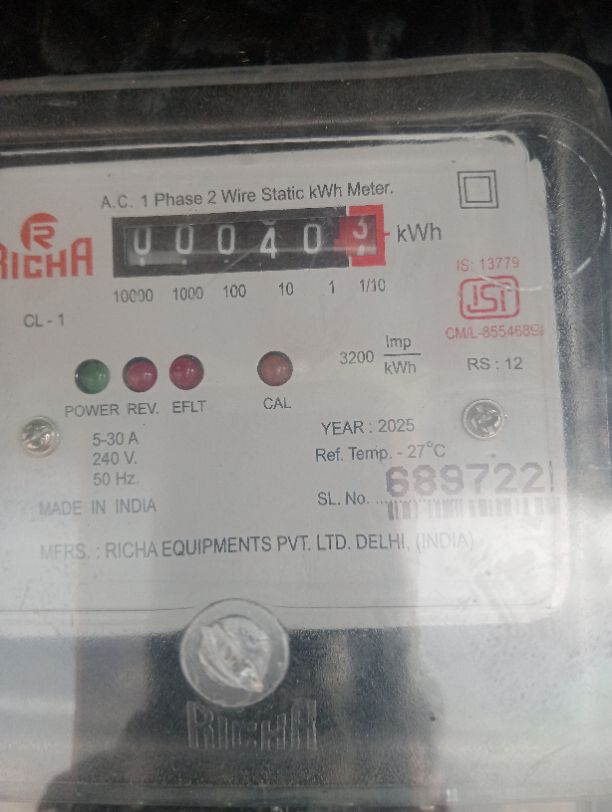 A.C. 1 Phase 2 Wire Static kWh Meter.
R
RICHA
0 0 0 4 0 3 kWh
10000 1000 100 10 1 1/10
IS: 13779
ISI
CM/L-8554689
CL - 1
3200 Imp/kWh
RS : 12
POWER REV. EFLT CAL
5-30 A
240 V.
50 Hz.
YEAR : 2025
Ref. Temp. - 27°C
MADE IN INDIA
SL. No. ... 689722
MFRS. : RICHA EQUIPMENTS PVT. LTD. DELHI, (INDIA)
RICHA